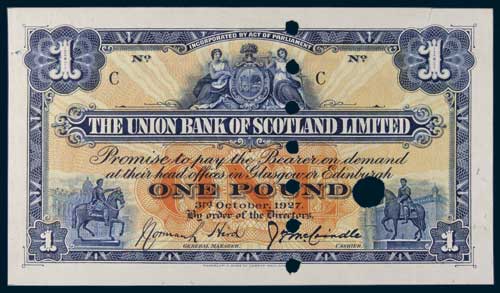 INCORPORATED BY ACT OF PARLIAMENT
1 Nº Nº 1
C C
THE UNION BANK OF SCOTLAND LIMITED
Promise to pay the Bearer on demand
at their head offices in Glasgow or Edinburgh
ONE POUND
3RD October, 1927.
By order of the Directors,
Norman L Hird
1 GENERAL MANAGER. CASHIER. 1